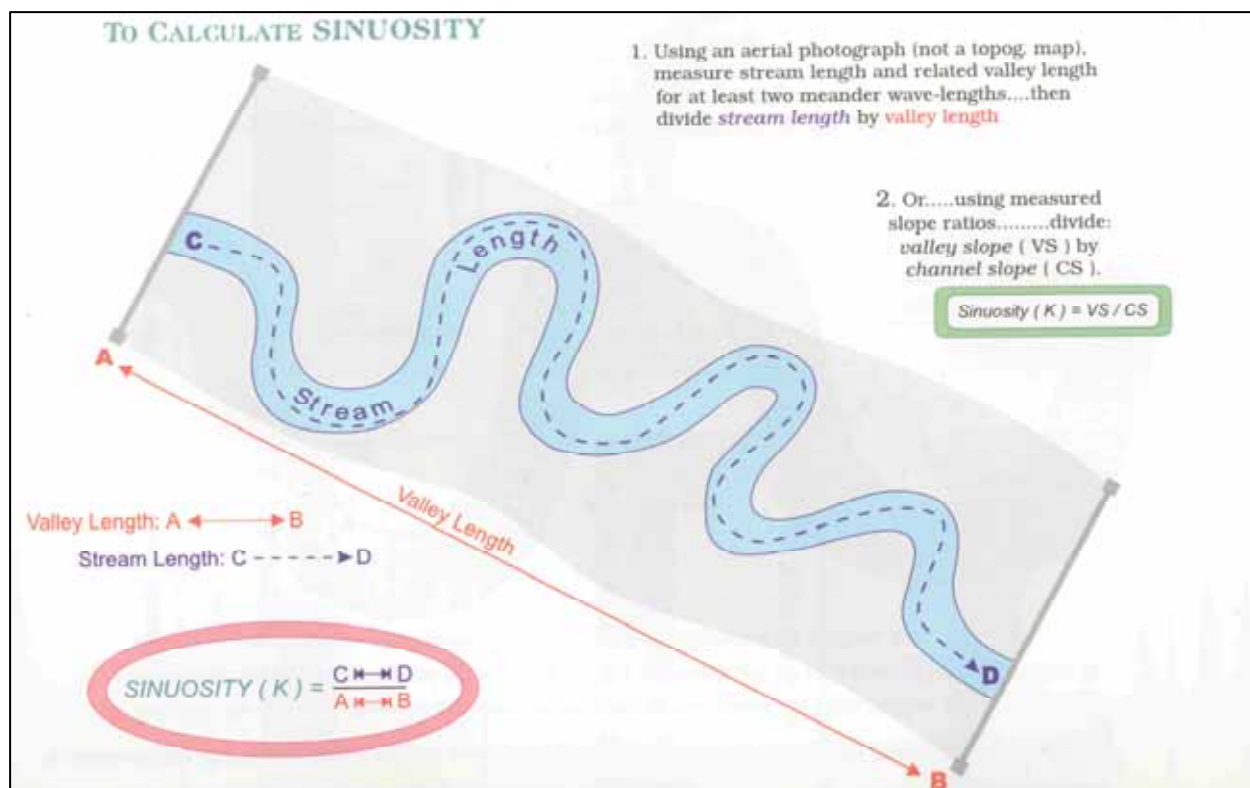 TO CALCULATE SINUOSITY
1. Using an aerial photograph (not a topog. map),
measure stream length and related valley length
for at least two meander wave-lengths....then
divide stream length by valley length
2. Or.....using measured
slope ratios.........divide:
valley slope ( VS ) by
channel slope ( CS ).
Sinuosity ( K ) = VS / CS
C
Length
Stream
A
Valley Length
Valley Length: A B
Stream Length: C D
D
SINUOSITY ( K ) = C D
A B
B